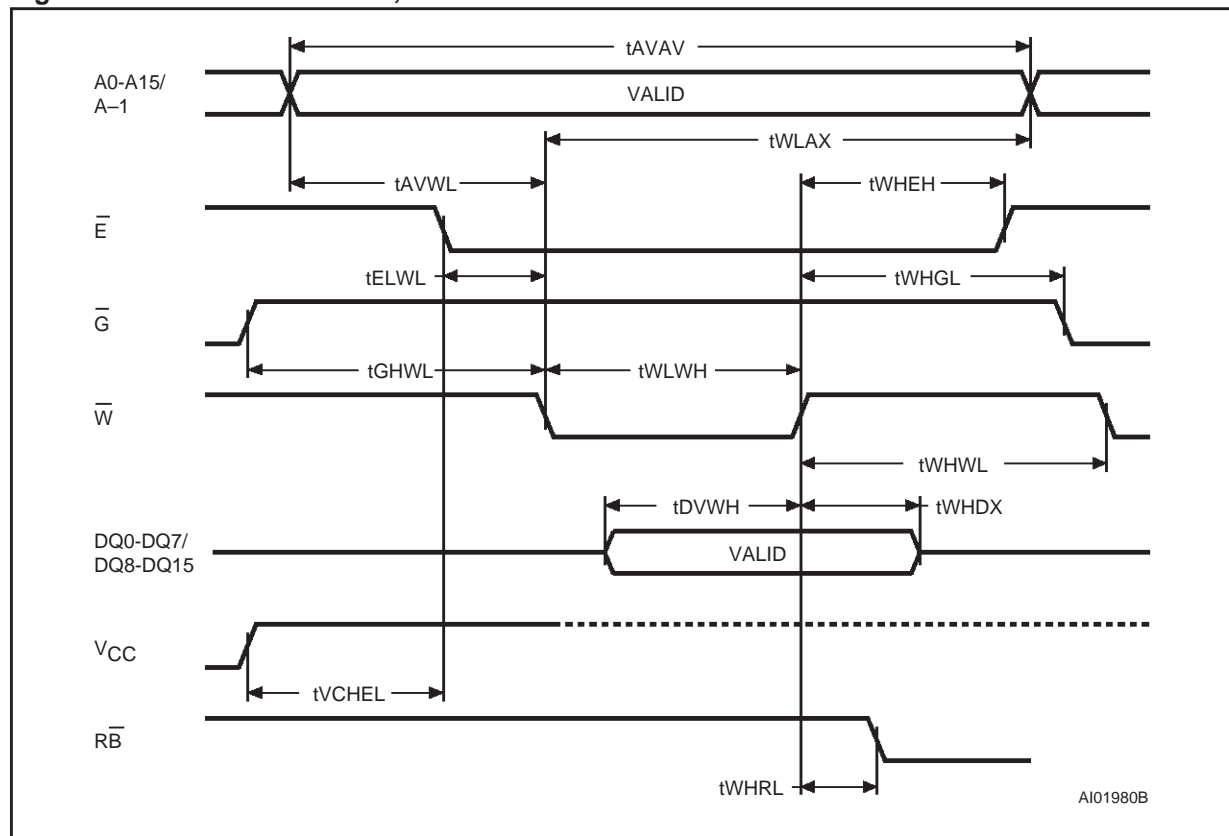 tAVAV
A0-A15/
A–1
VALID
tWLAX
tAVWL
tWHEH
E̅
tELWL
tWHGL
G̅
tGHWL
tWLWH
W̅
tWHWL
tDVWH
tWHDX
DQ0-DQ7/
DQ8-DQ15
VALID
VCC
tVCHEL
RB̅
tWHRL
AI01980B